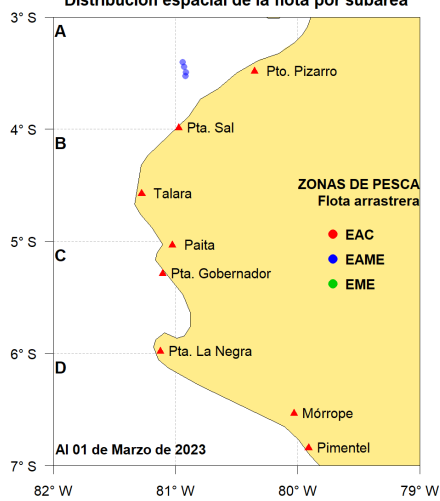 Distribución espacial de la flota por subárea
3° S
A
Pto. Pizarro
Pta. Sal
4° S
B
Talara
ZONAS DE PESCA
Flota arrastrera
EAC
EAME
EME
5° S
Paita
C
Pta. Gobernador
6° S
Pta. La Negra
D
Mórrope
Pimentel
Al 01 de Marzo de 2023
7° S
82° W
81° W
80° W
79° W